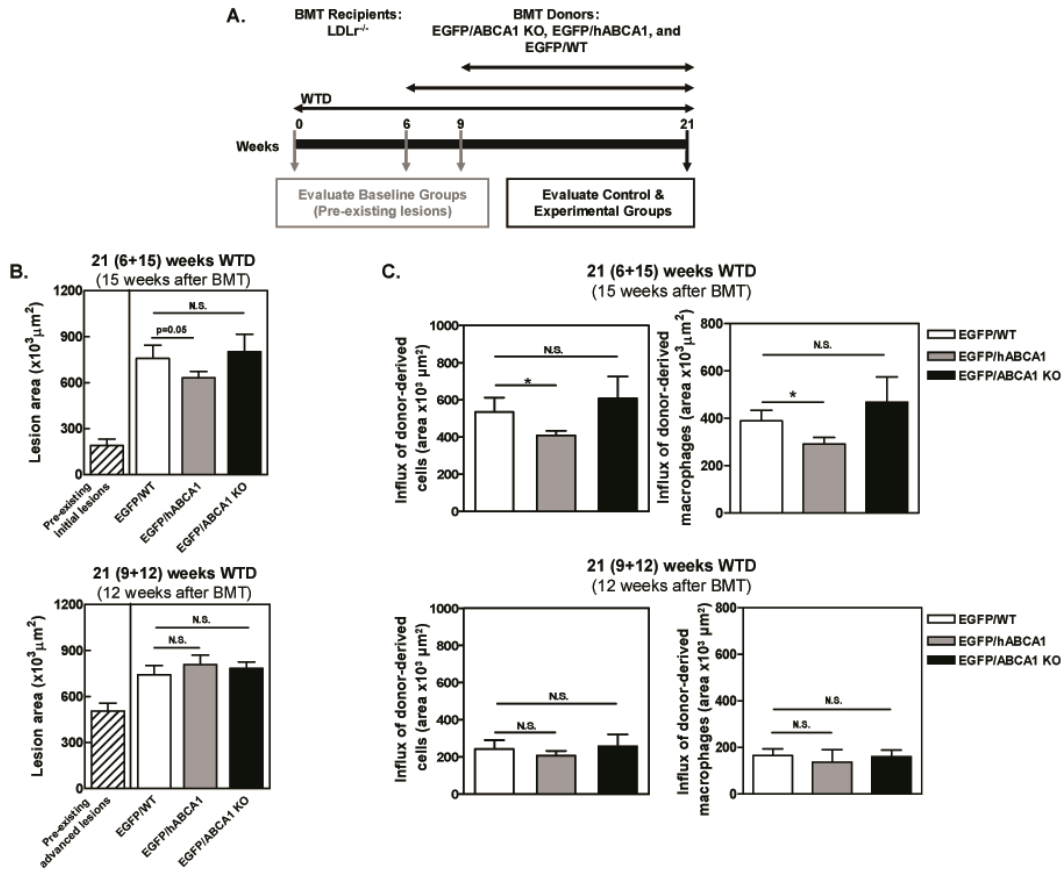 A.
BMT Recipients:
LDLr-/-
BMT Donors:
EGFP/ABCA1 KO, EGFP/hABCA1, and
EGFP/WT
WTD
0 6 9 21
Weeks
Evaluate Baseline Groups
(Pre-existing lesions)
Evaluate Control &
Experimental Groups
B.
21 (6+15) weeks WTD
(15 weeks after BMT)
Lesion area (x10³µm²)
1200
900
600
300
0
N.S.
p=0.05
Pre-existing
initial lesions
EGFP/WT
EGFP/hABCA1
EGFP/ABCA1 KO
21 (9+12) weeks WTD
(12 weeks after BMT)
Lesion area (x10³µm²)
1200
900
600
300
0
N.S.
N.S.
Pre-existing
advanced lesions
EGFP/WT
EGFP/hABCA1
EGFP/ABCA1 KO
C.
21 (6+15) weeks WTD
(15 weeks after BMT)
Influx of donor-derived
cells (area x10³ µm²)
1000
800
600
400
200
0
N.S.
*
Influx of donor-derived
macrophages (area x10³µm²)
800
600
400
200
0
N.S.
*
EGFP/WT
EGFP/hABCA1
EGFP/ABCA1 KO
21 (9+12) weeks WTD
(12 weeks after BMT)
Influx of donor-derived
cells (area x10³ µm²)
1000
800
600
400
200
0
N.S.
N.S.
Influx of donor-derived
macrophages (area x10³ µm²)
800
600
400
200
0
N.S.
N.S.
EGFP/WT
EGFP/hABCA1
EGFP/ABCA1 KO